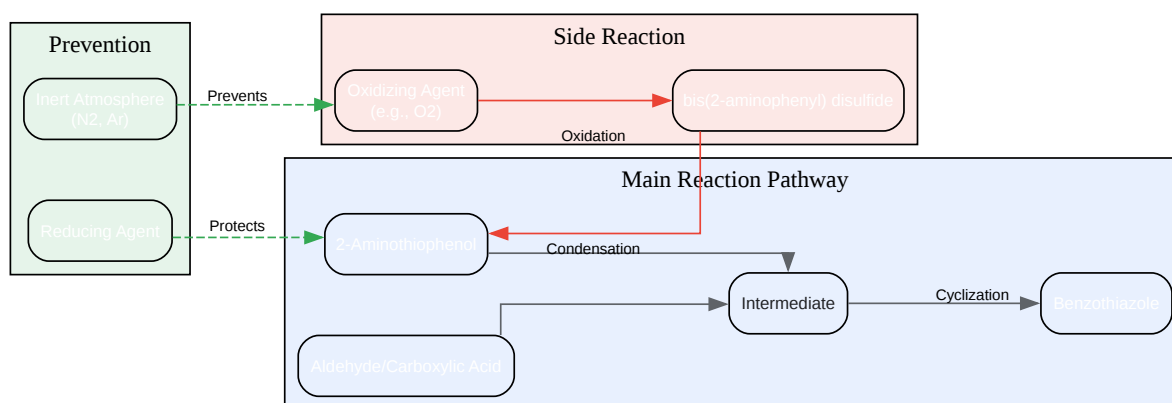 Prevention
Inert Atmosphere
(N2, Ar)
Reducing Agent
Prevents
Protects
Side Reaction
Oxidizing Agent
(e.g., O2)
bis(2-aminophenyl) disulfide
Oxidation
Main Reaction Pathway
2-Aminothiophenol
Condensation
Intermediate
Cyclization
Benzothiazole
Aldehyde/Carboxylic Acid